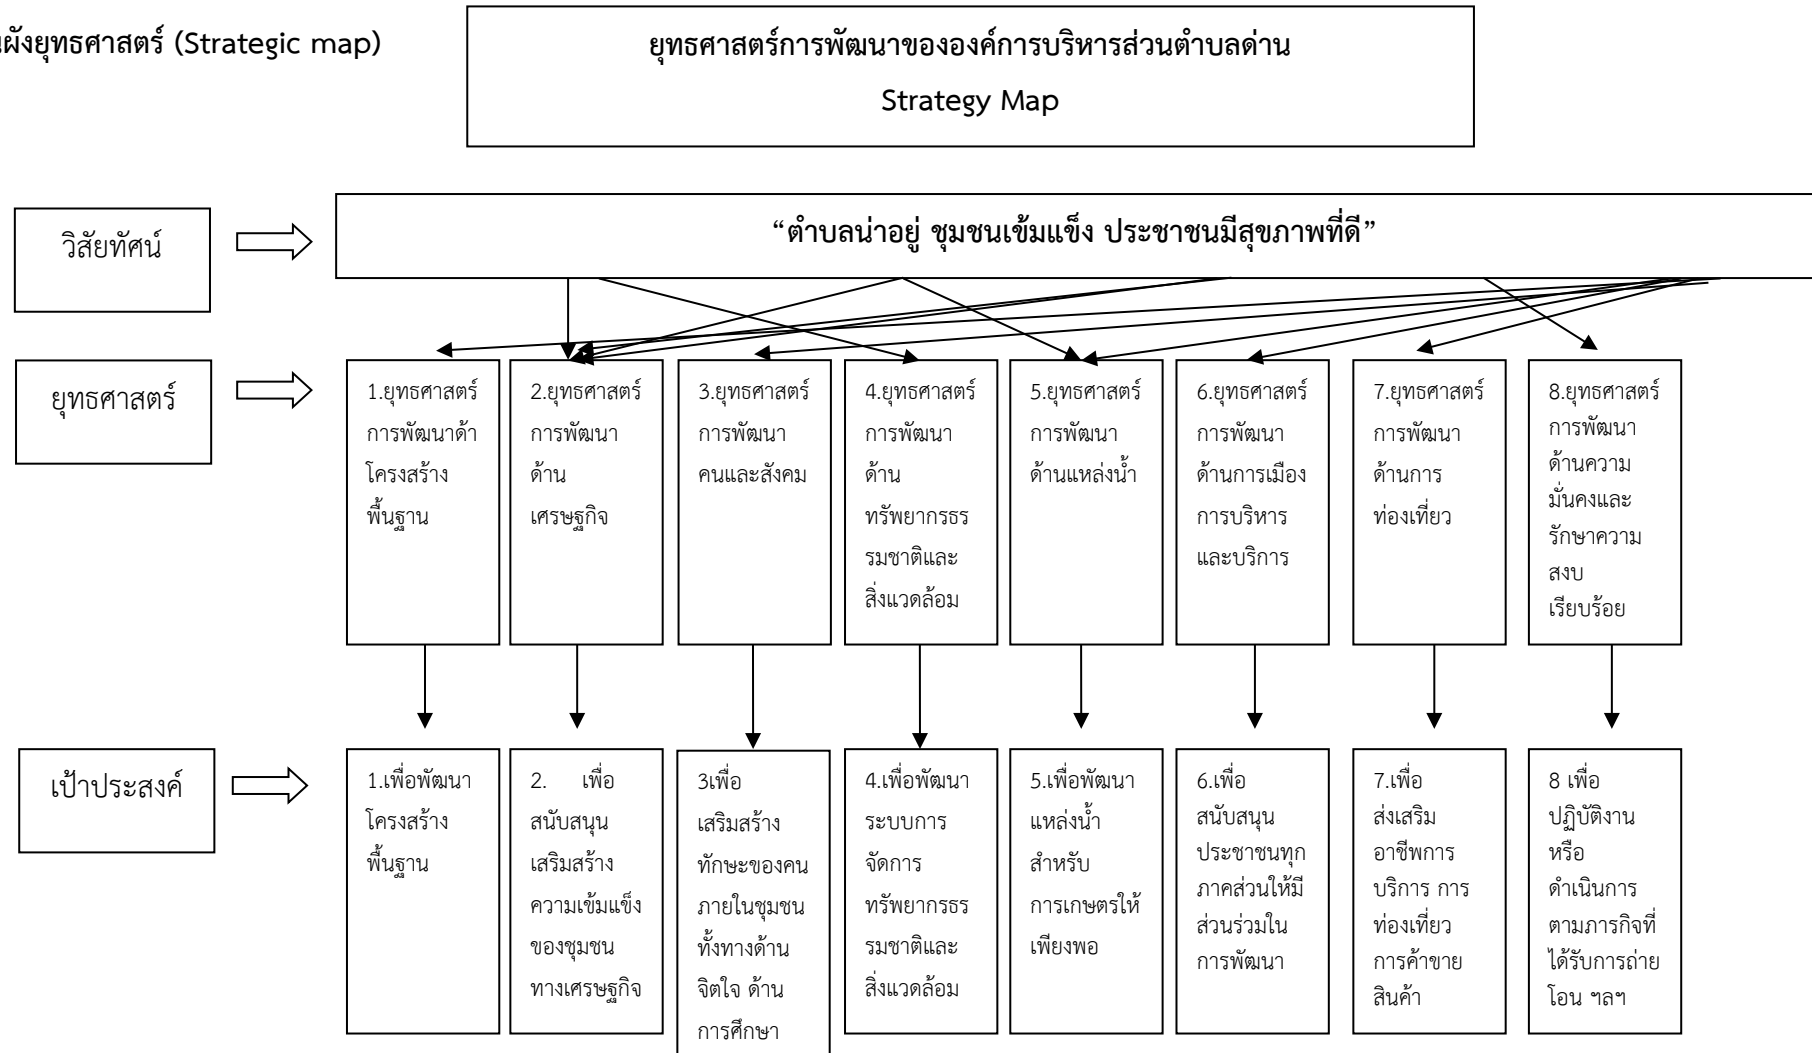 นผังยุทธศาสตร์ (Strategic map)
ยุทธศาสตร์การพัฒนาขององค์การบริหารส่วนตำบลด่าน
Strategy Map
วิสัยทัศน์
“ตำบลน่าอยู่ ชุมชนเข้มแข็ง ประชาชนมีสุขภาพที่ดี”
ยุทธศาสตร์
1.ยุทธศาสตร์
การพัฒนาด้า
โครงสร้าง
พื้นฐาน
2.ยุทธศาสตร์
การพัฒนา
ด้าน
เศรษฐกิจ
3.ยุทธศาสตร์
การพัฒนา
คนและสังคม
4.ยุทธศาสตร์
การพัฒนา
ด้าน
ทรัพยากรธร
รมชาติและ
สิ่งแวดล้อม
5.ยุทธศาสตร์
การพัฒนา
ด้านแหล่งน้ำ
6.ยุทธศาสตร์
การพัฒนา
ด้านการเมือง
การบริหาร
และบริการ
7.ยุทธศาสตร์
การพัฒนา
ด้านการ
ท่องเที่ยว
8.ยุทธศาสตร์
การพัฒนา
ด้านความ
มั่นคงและ
รักษาความ
สงบ
เรียบร้อย
เป้าประสงค์
1.เพื่อพัฒนา
โครงสร้าง
พื้นฐาน
2. เพื่อ
สนับสนุน
เสริมสร้าง
ความเข้มแข็ง
ของชุมชน
ทางเศรษฐกิจ
3เพื่อ
เสริมสร้าง
ทักษะของคน
ภายในชุมชน
ทั้งทางด้าน
จิตใจ ด้าน
การศึกษา
4.เพื่อพัฒนา
ระบบการ
จัดการ
ทรัพยากรธร
รมชาติและ
สิ่งแวดล้อม
5.เพื่อพัฒนา
แหล่งน้ำ
สำหรับ
การเกษตรให้
เพียงพอ
6.เพื่อ
สนับสนุน
ประชาชนทุก
ภาคส่วนให้มี
ส่วนร่วมใน
การพัฒนา
7.เพื่อ
ส่งเสริม
อาชีพการ
บริการ การ
ท่องเที่ยว
การค้าขาย
สินค้า
8 เพื่อ
ปฏิบัติงาน
หรือ
ดำเนินการ
ตามภารกิจที่
ได้รับการถ่าย
โอน ฯลฯ